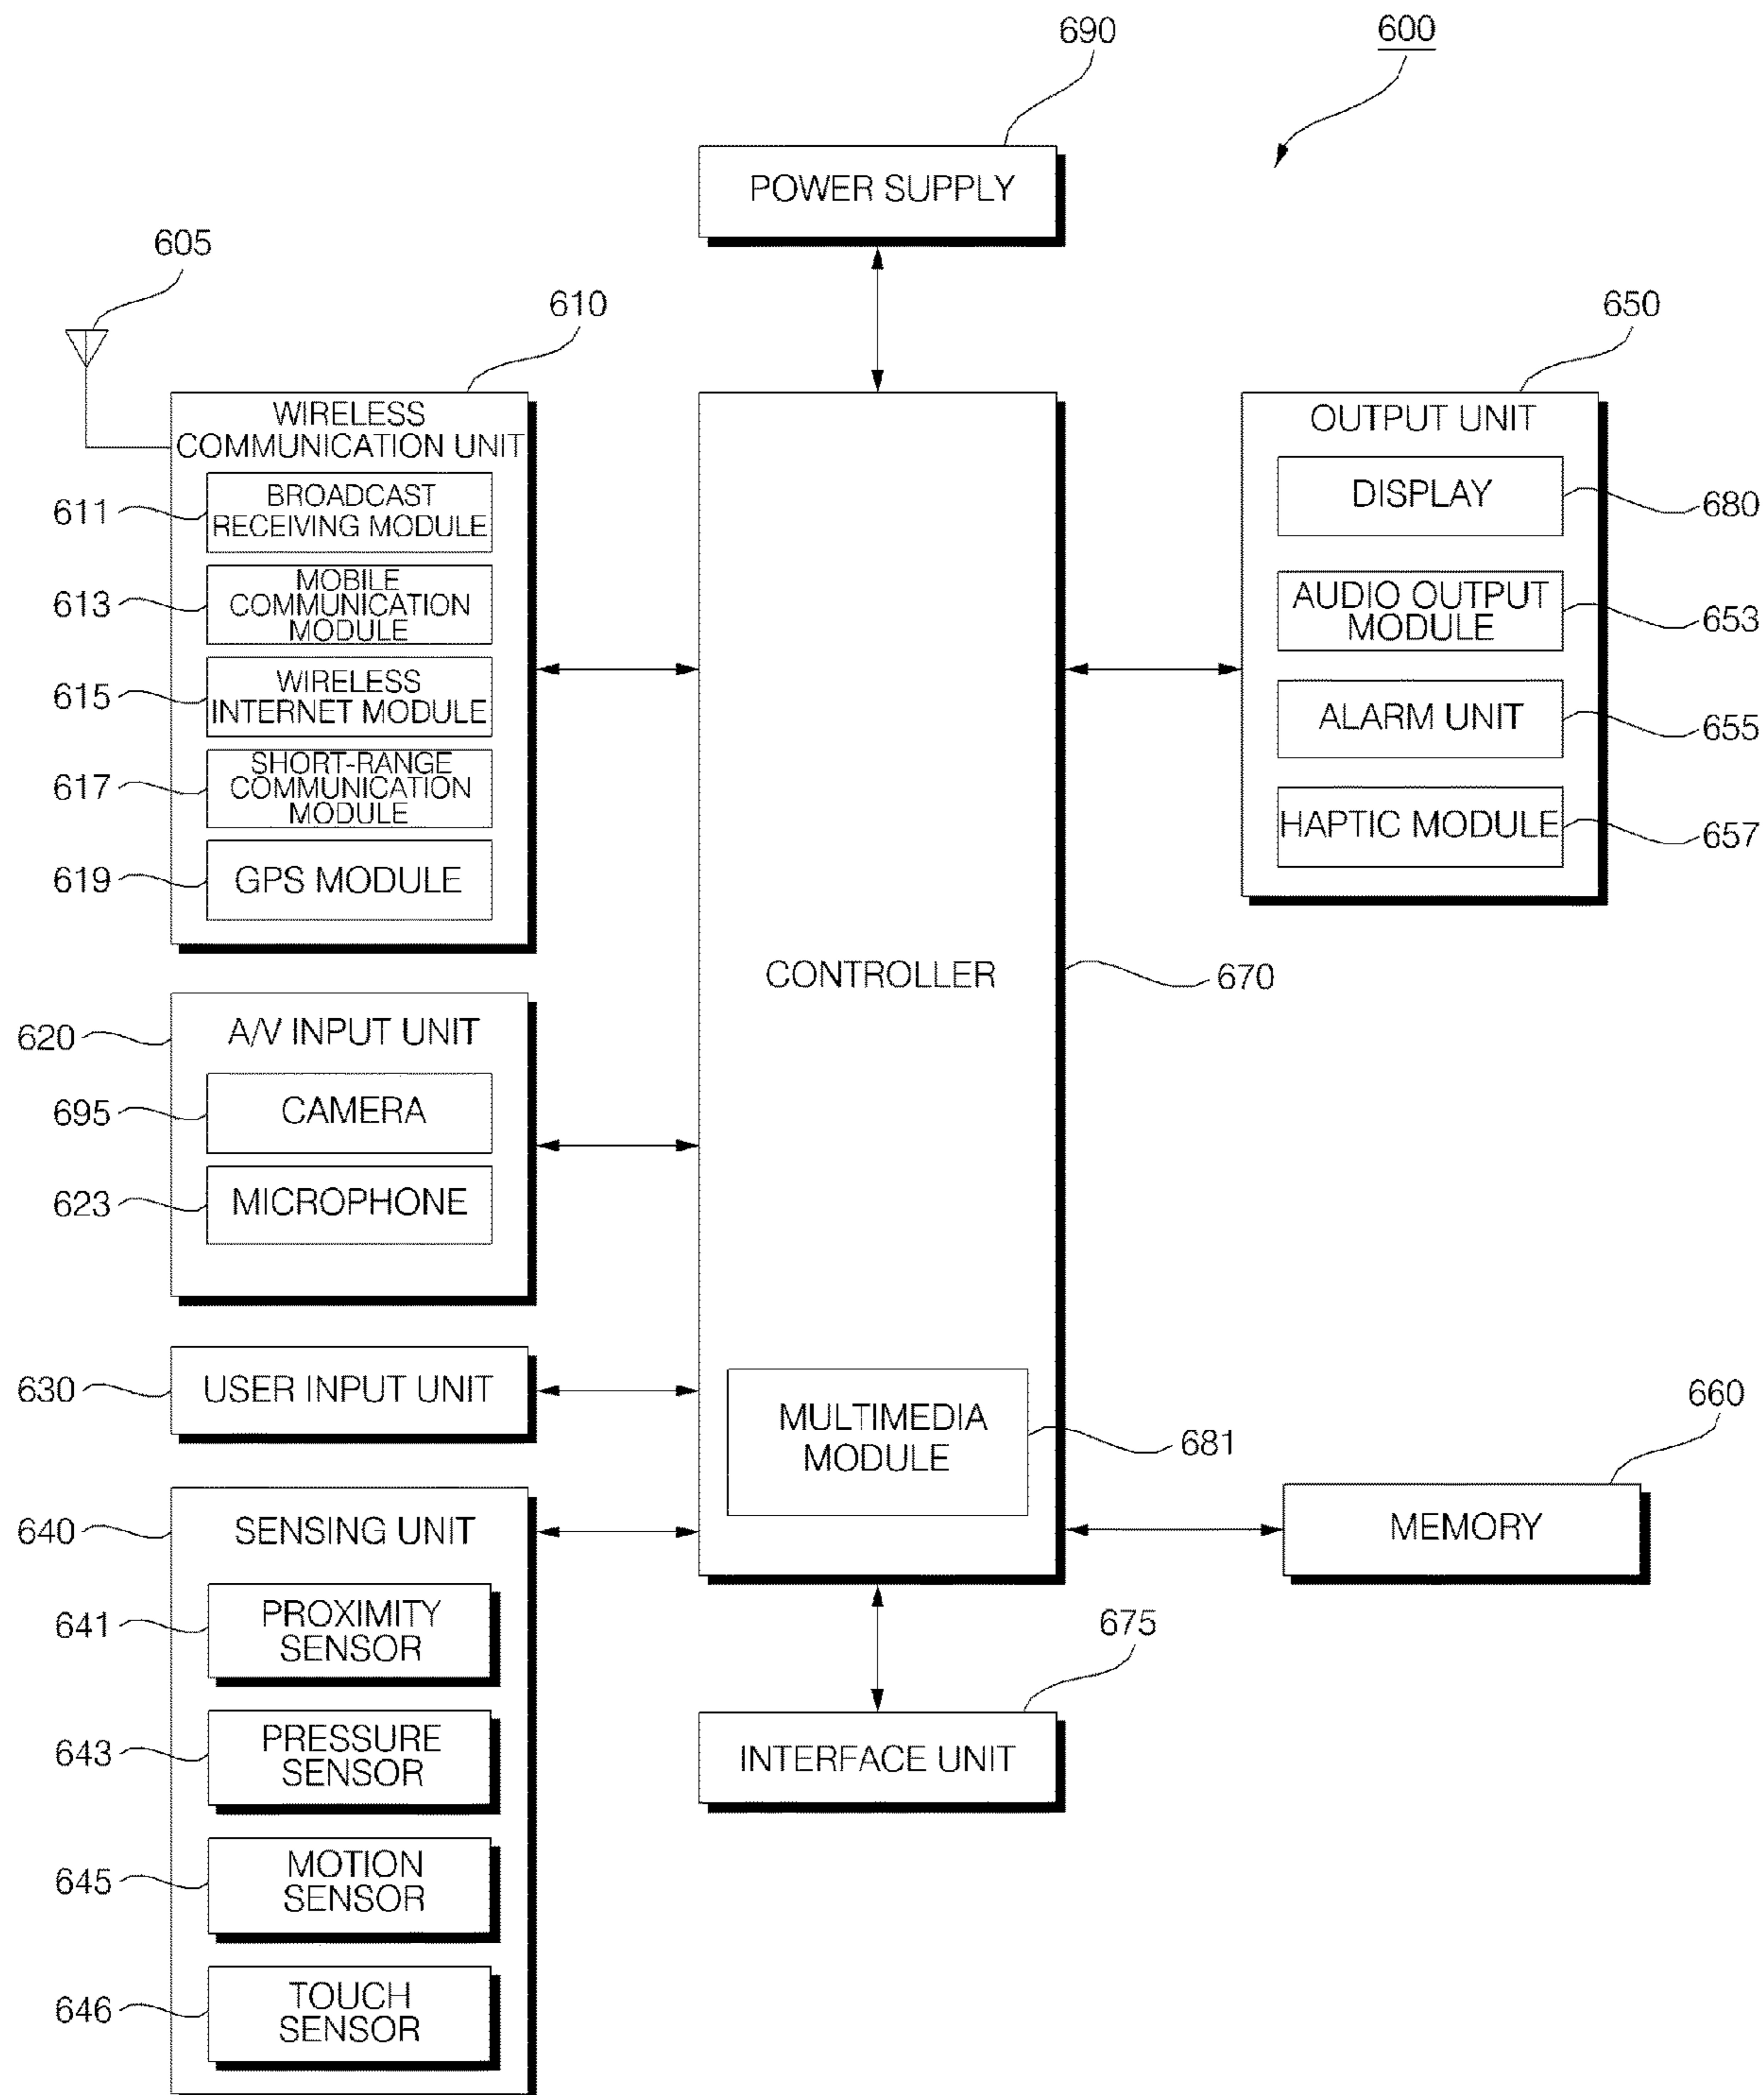 690
600
POWER SUPPLY
605
610
650
WIRELESS
COMMUNICATION UNIT
611
BROADCAST
RECEIVING MODULE
613
MOBILE
COMMUNICATION
MODULE
615
WIRELESS
INTERNET MODULE
617
SHORT-RANGE
COMMUNICATION
MODULE
619
GPS MODULE
OUTPUT UNIT
DISPLAY
680
AUDIO OUTPUT
MODULE
653
ALARM UNIT
655
HAPTIC MODULE
657
CONTROLLER
670
620
A/V INPUT UNIT
695
CAMERA
623
MICROPHONE
630
USER INPUT UNIT
MULTIMEDIA
MODULE
681
660
MEMORY
640
SENSING UNIT
641
PROXIMITY
SENSOR
643
PRESSURE
SENSOR
645
MOTION
SENSOR
646
TOUCH
SENSOR
675
INTERFACE UNIT